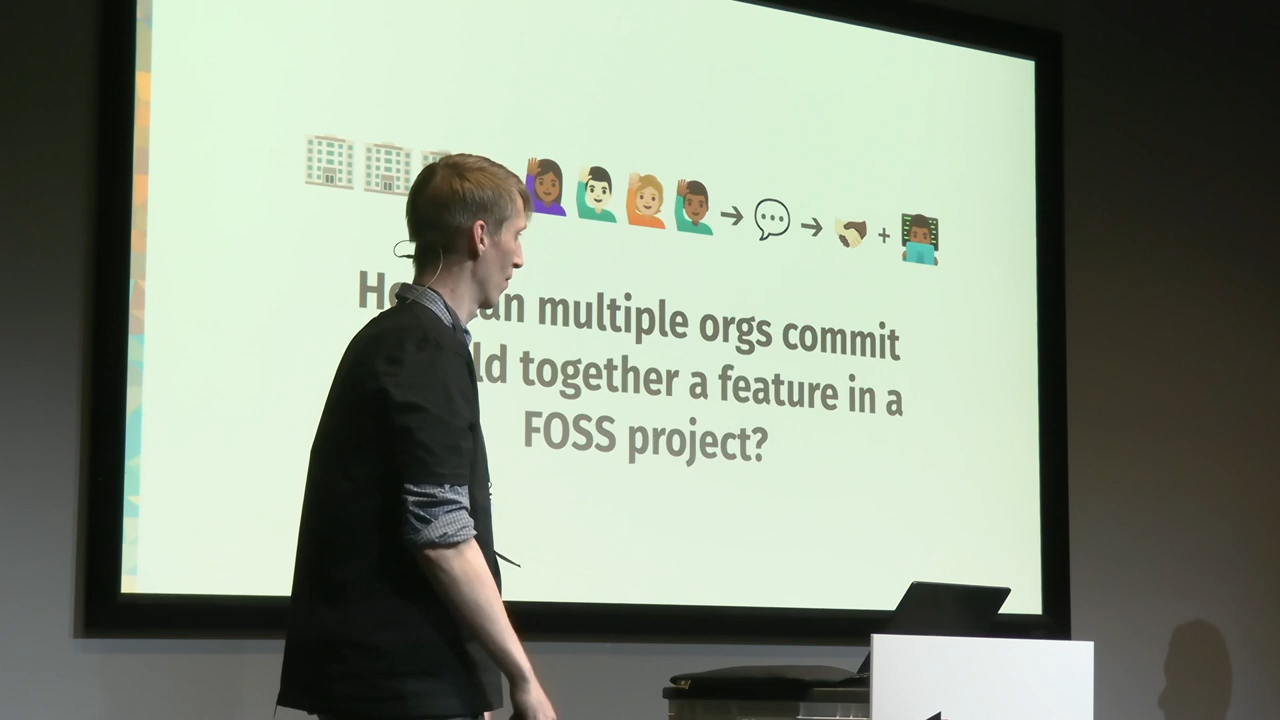 multiple orgs commit
together a feature in a
FOSS project?